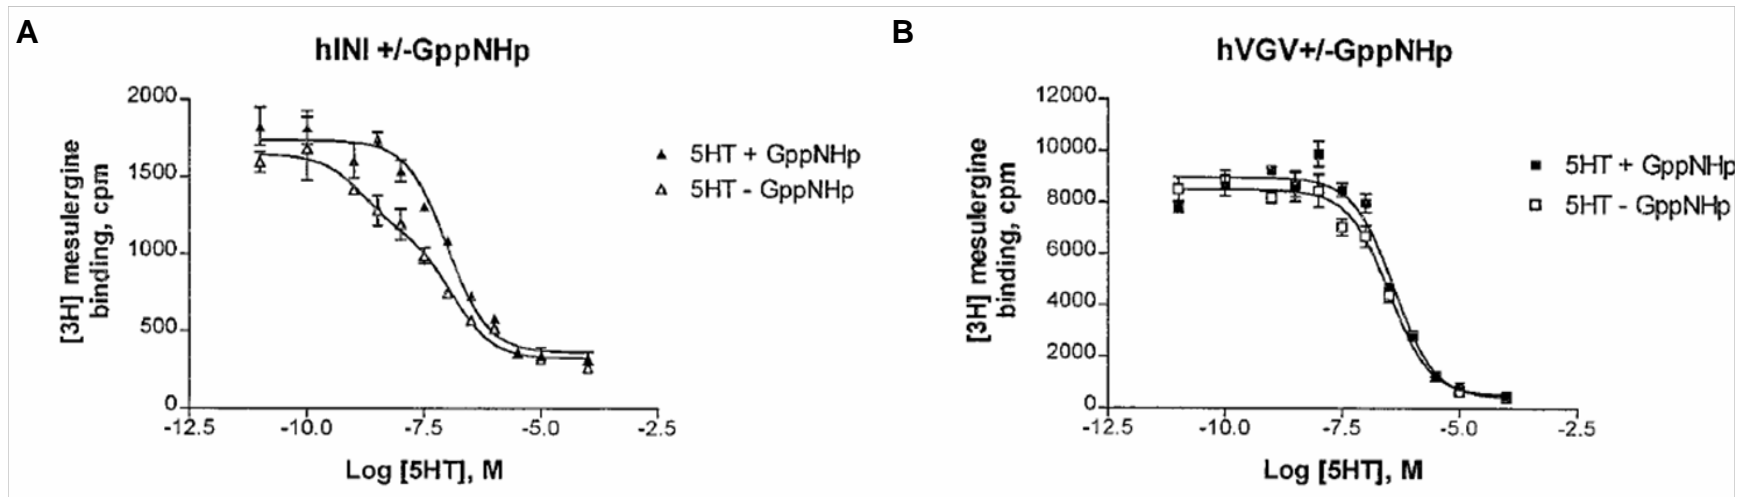 A
hINI +/-GppNHp
2000
1500
1000
500
0
[3H] mesulergine
binding, cpm
-12.5 -10.0 -7.5 -5.0 -2.5
Log [5HT], M
5HT + GppNHp
5HT - GppNHp
B
hVGV+/-GppNHp
12000
10000
8000
6000
4000
2000
0
[3H] mesulergine
binding, cpm
-12.5 -10.0 -7.5 -5.0 -2.5
Log [5HT], M
5HT + GppNHp
5HT - GppNHp